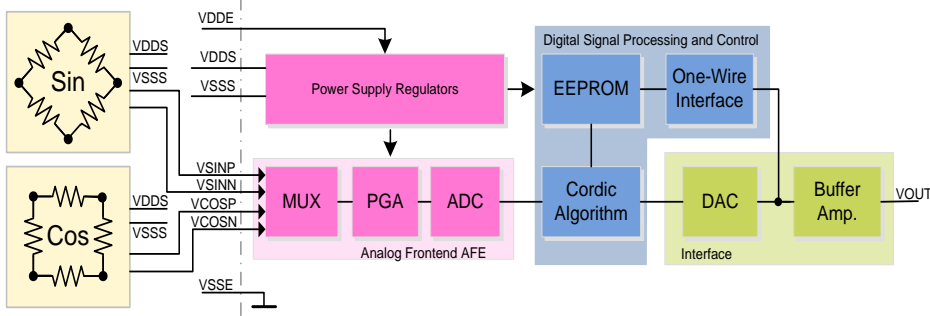 Sin
VDDS
VSSS
Cos
VDDS
VSSS
VDDE
VDDS
VSSS
Power Supply Regulators
VSINP
VSINN
VCOSP
VCOSN
MUX
PGA
ADC
Analog Frontend AFE
VSSE
Digital Signal Processing and Control
EEPROM
One-Wire
Interface
Cordic
Algorithm
DAC
Buffer
Amp.
Interface
VOUT